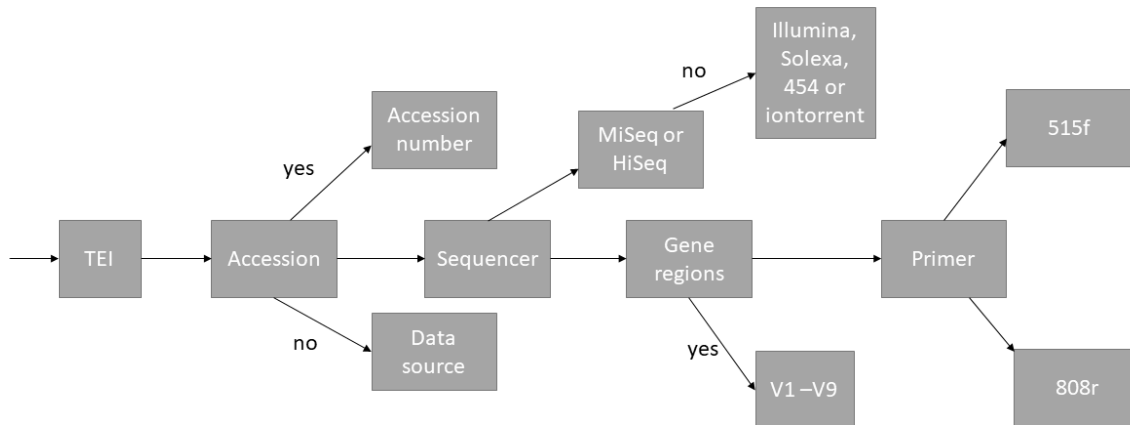 Illumina,
Solexa,
454 or
iontorrent
no
MiSeq or
HiSeq
515f
Accession
number
yes
TEI
Accession
Sequencer
Gene
regions
Primer
no
Data
source
yes
V1 –V9
808r